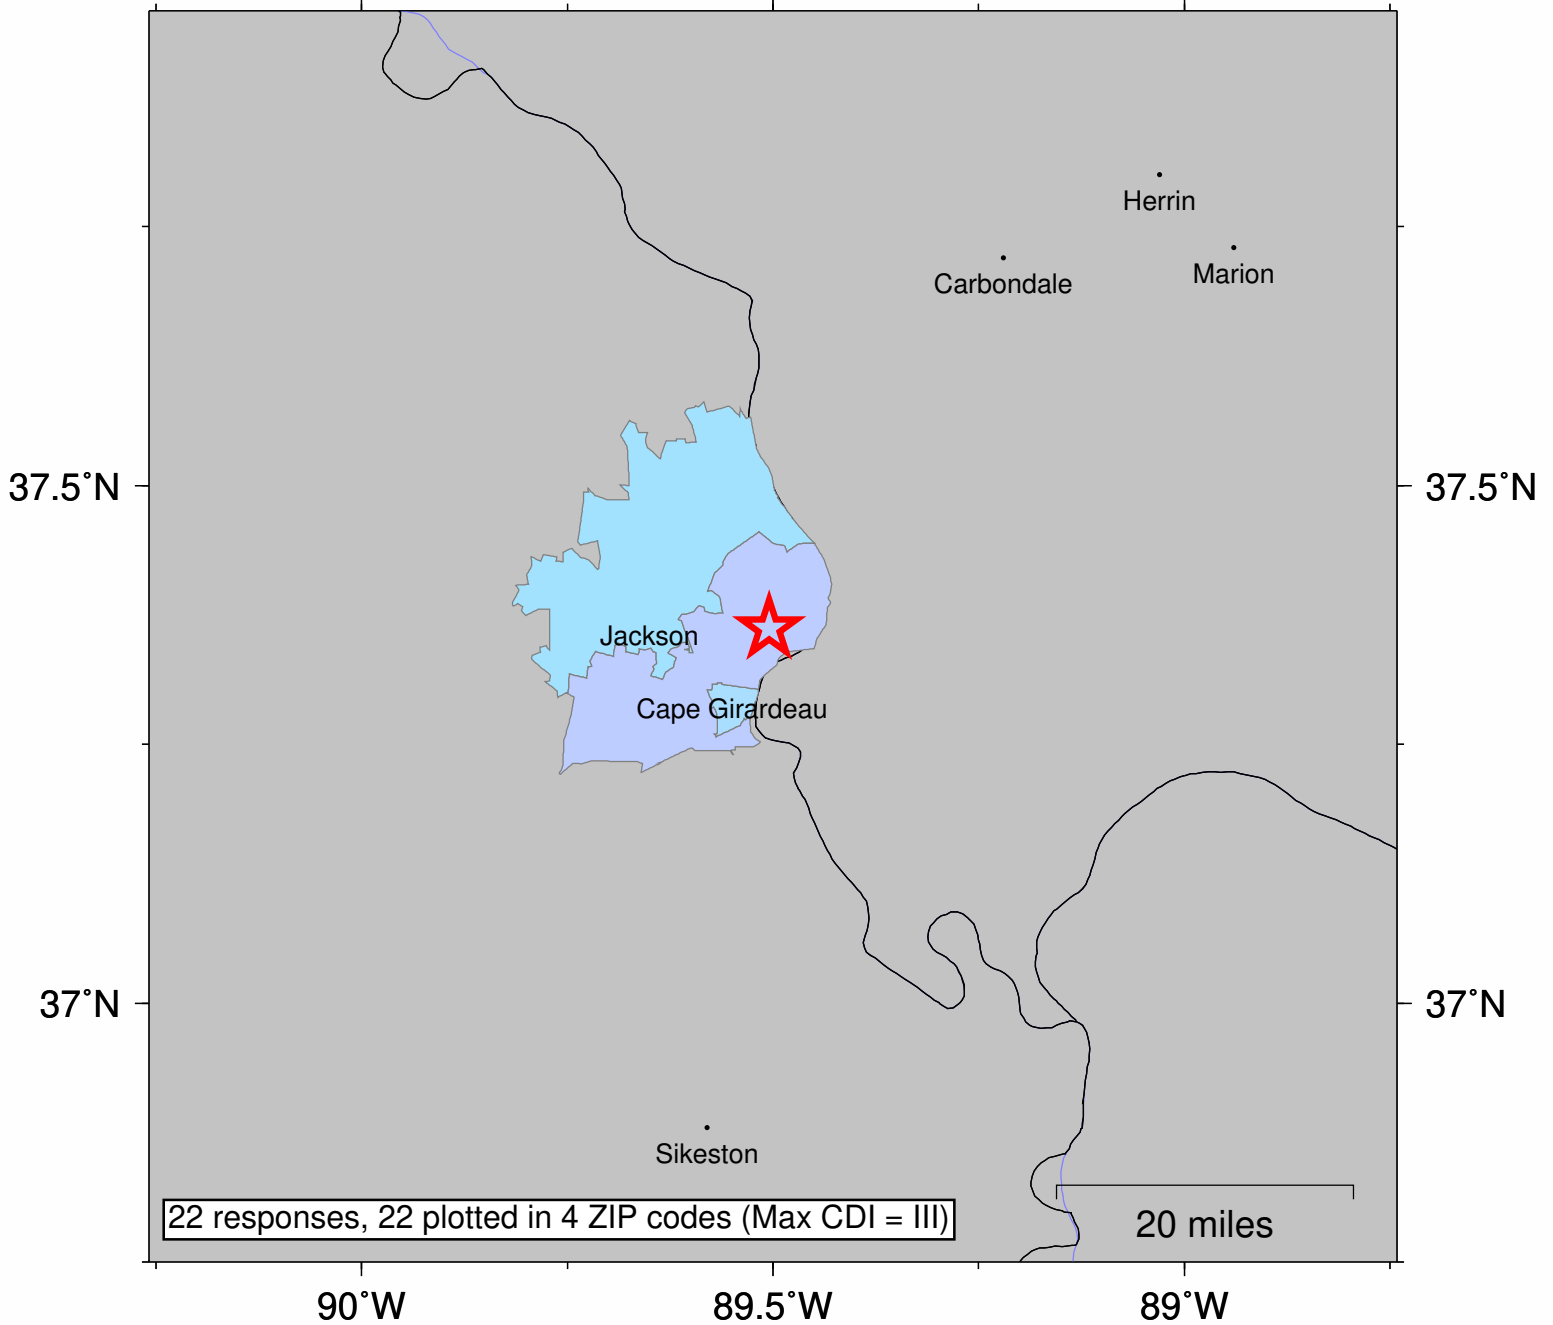 Herrin
Marion
Carbondale
37.5°N
37.5°N
Jackson
Cape Girardeau
37°N
37°N
Sikeston
22 responses, 22 plotted in 4 ZIP codes (Max CDI = III)
20 miles
90°W
89.5°W
89°W